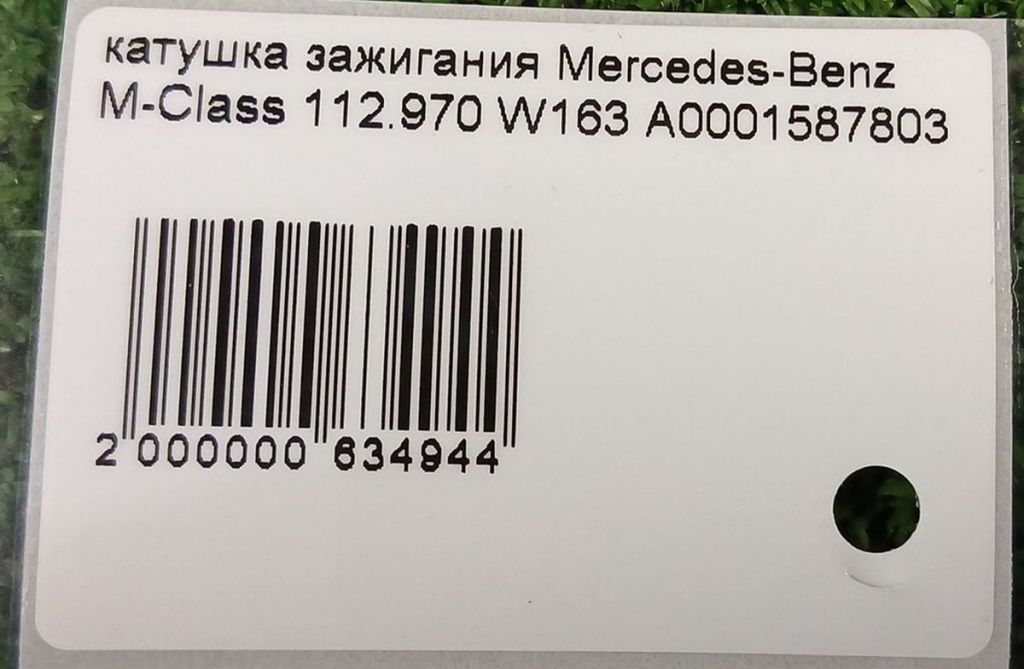 катушка зажигания Mercedes-Benz
M-Class 112.970 W163 A0001587803
2 000000 634944